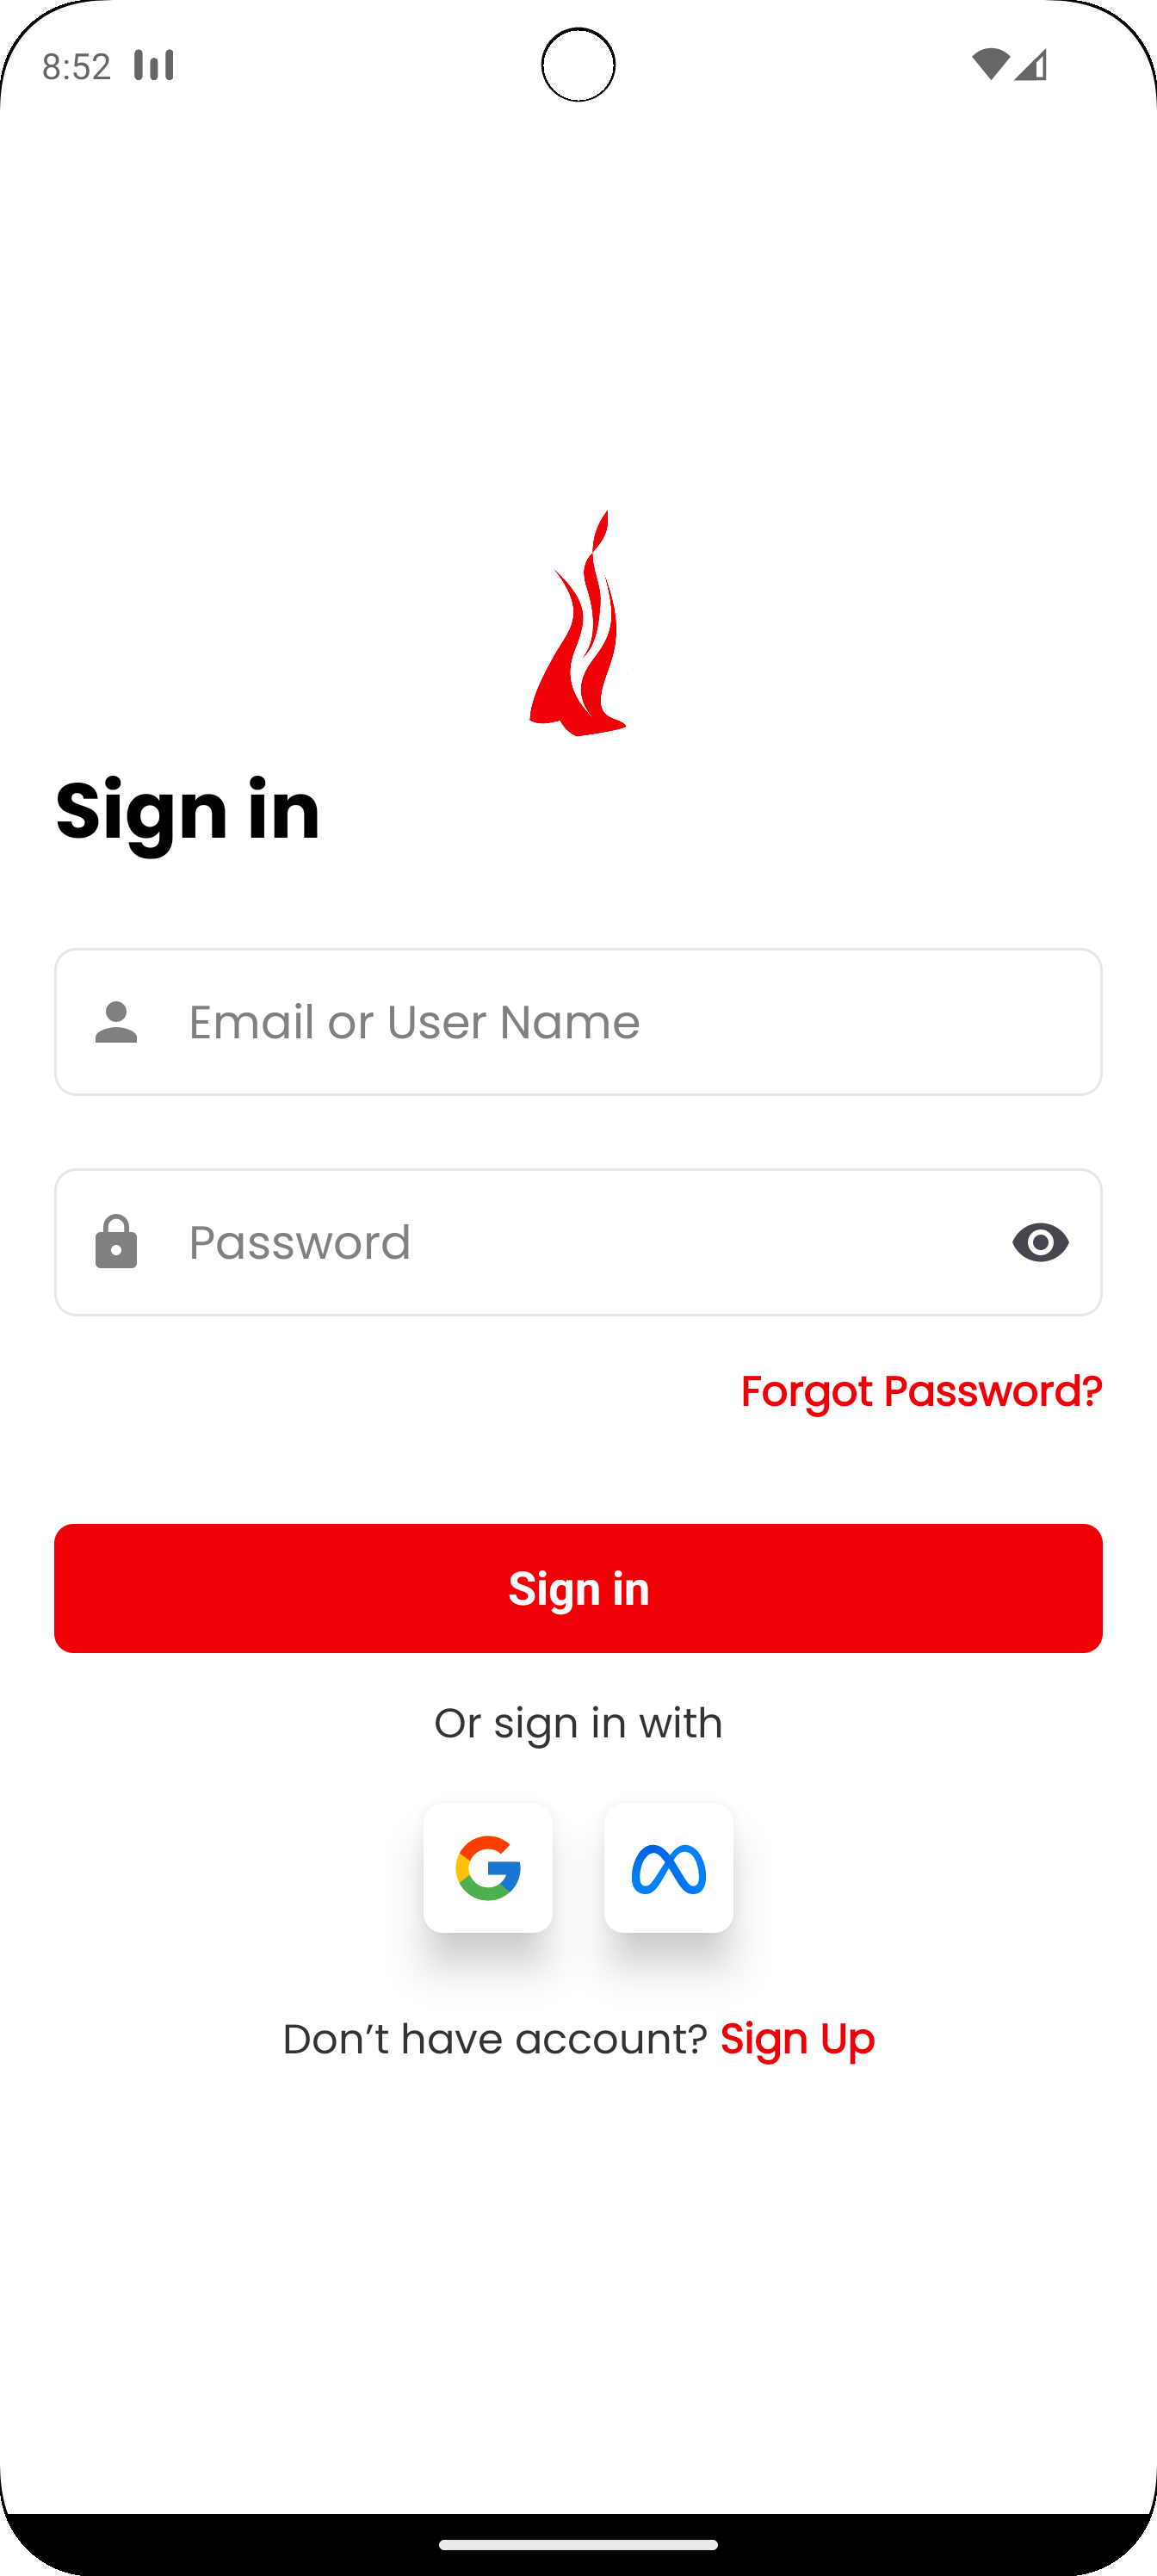 8:52
Sign in
Email or User Name
Password
Forgot Password?
Sign in
Or sign in with
Don’t have account? Sign Up